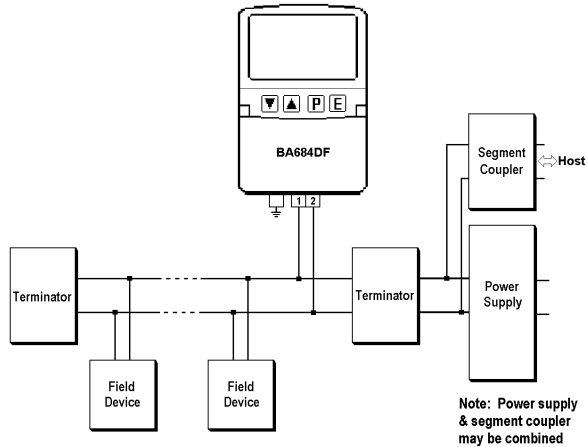 P E
BA684DF
1 2
Segment
Coupler
Host
Terminator
Terminator
Power
Supply
Field
Device
Field
Device
Note: Power supply
& segment coupler
may be combined